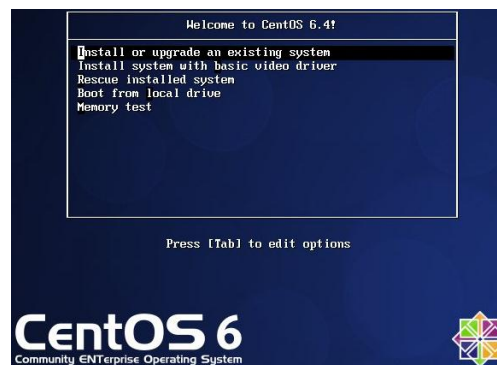 Welcome to CentOS 6.4!
Install or upgrade an existing system
Install system with basic video driver
Rescue installed system
Boot from local drive
Memory test
Press [Tab] to edit options
CentOS 6
Community ENTerprise Operating System